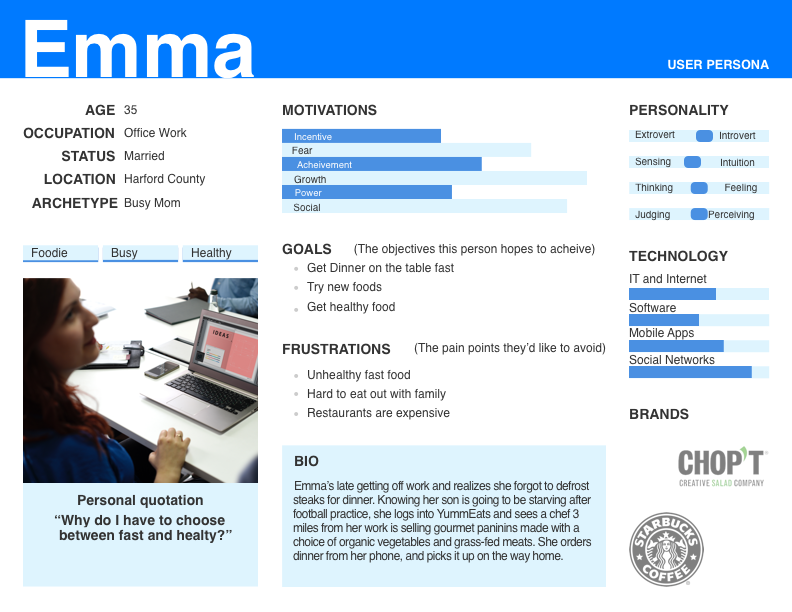 Emma
USER PERSONA
AGE 35
OCCUPATION Office Work
STATUS Married
LOCATION Harford County
ARCHETYPE Busy Mom
Foodie Busy Healthy
IDEAS
Personal quotation
“Why do I have to choose
between fast and healty?”
MOTIVATIONS
Incentive
Fear
Acheivement
Growth
Power
Social
GOALS (The objectives this person hopes to acheive)
Get Dinner on the table fast
Try new foods
Get healthy food
FRUSTRATIONS (The pain points they’d like to avoid)
Unhealthy fast food
Hard to eat out with family
Restaurants are expensive
BIO
Emma’s late getting off work and realizes she forgot to defrost
steaks for dinner. Knowing her son is going to be starving after
football practice, she logs into YummEats and sees a chef 3
miles from her work is selling gourmet paninins made with a
choice of organic vegetables and grass-fed meats. She orders
dinner from her phone, and picks it up on the way home.
PERSONALITY
Extrovert Introvert
Sensing Intuition
Thinking Feeling
Judging Perceiving
TECHNOLOGY
IT and Internet
Software
Mobile Apps
Social Networks
BRANDS
CHOP’T
CREATIVE SALAD COMPANY
STARBUCKS
COFFEE